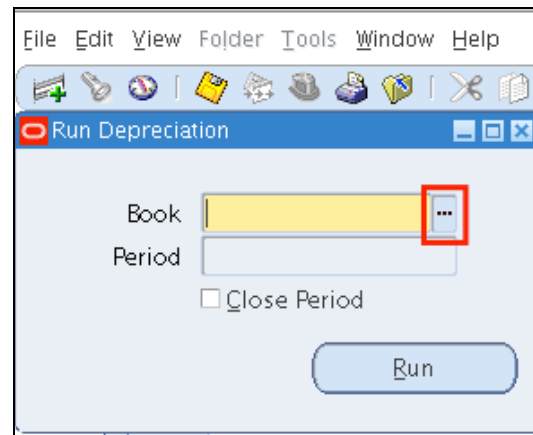 File Edit View Folder Tools Window Help
Run Depreciation
Book ...
Period
Close Period
Run